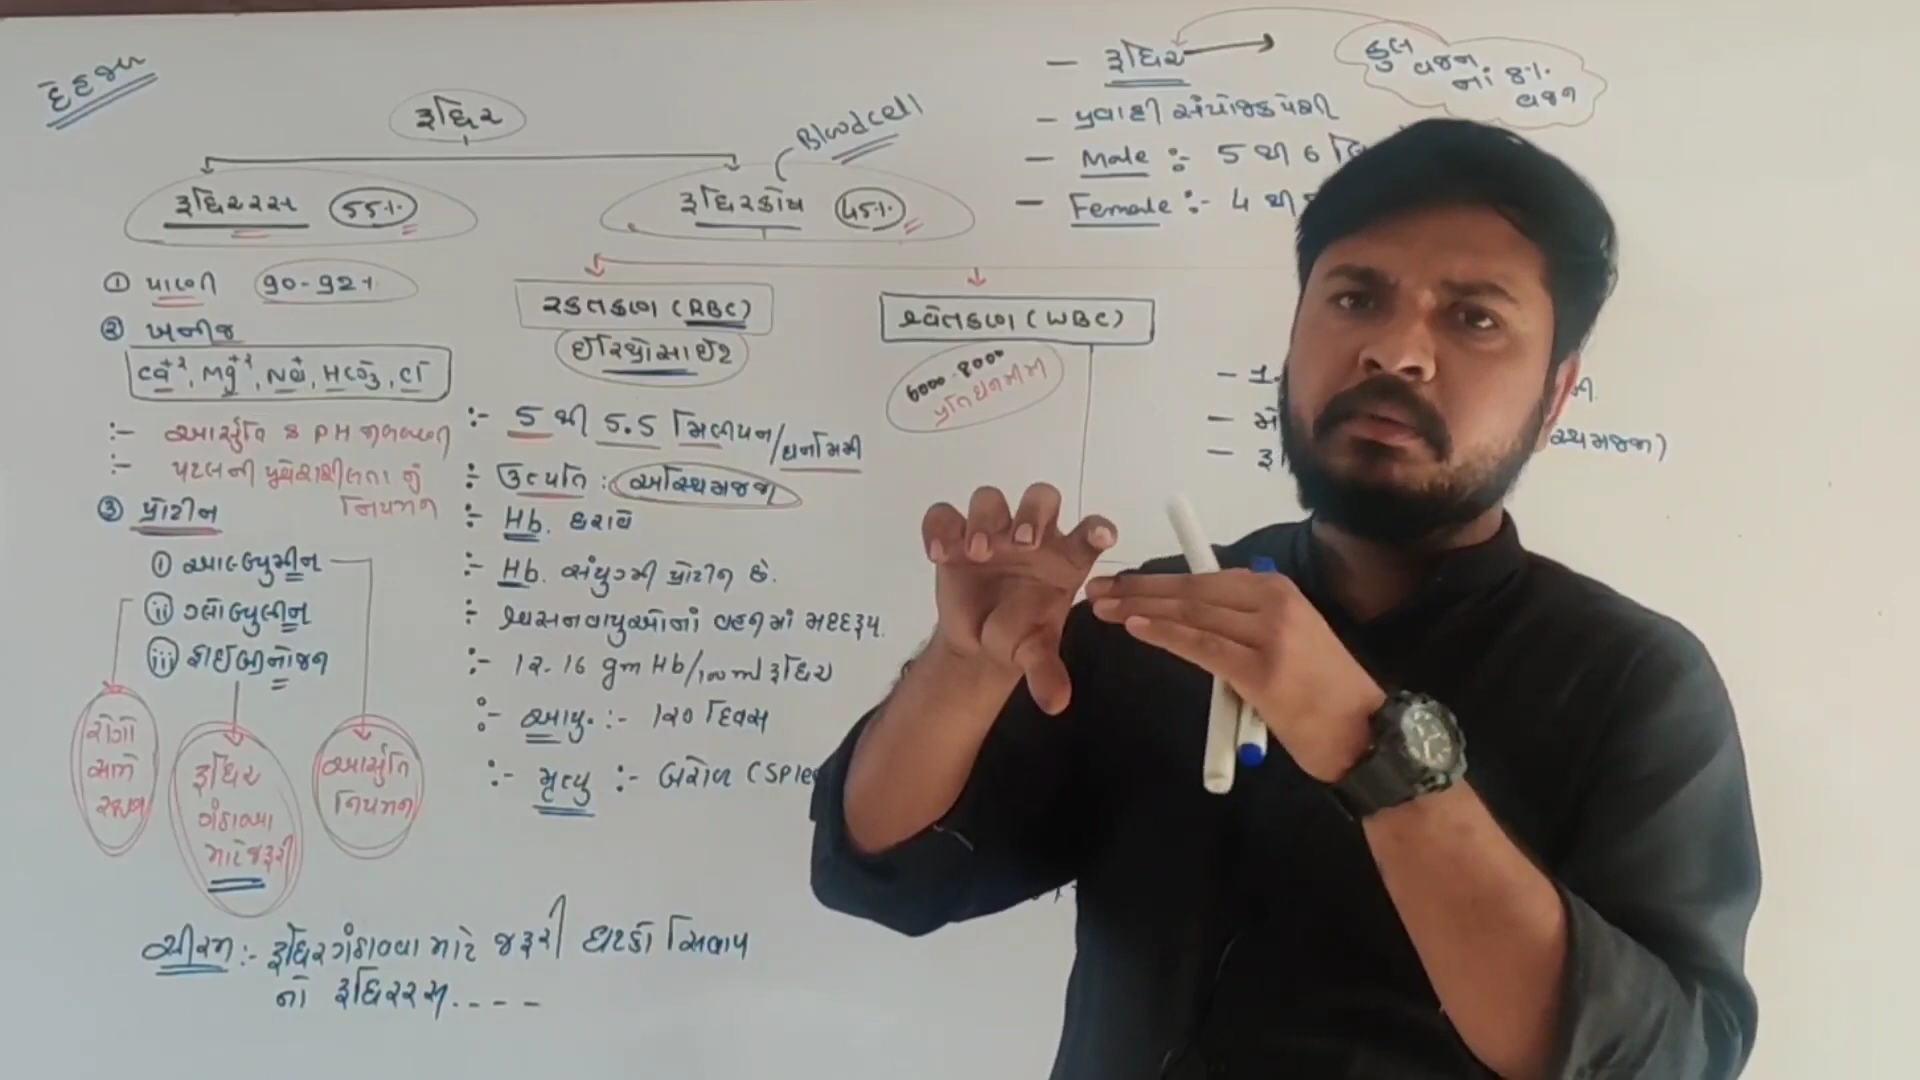 દેહજળ
રૂધિર
Blood cell
રૂધિરરસ 55%
રૂધિરકોષ 45%
– રૂધિર
કુલ વજન નાં 8% વજન
– પ્રવાહી સંયોજકપેશી
– Male :- 5 થી 6
– Female :- 4 થી
① પાણી 90-92%
② ખનીજ
Ca⁺², Mg⁺², Na⁺, HCO₃⁻, Cl⁻
:– આસૃતિ & PH જાળવણી
:– પટલની પ્રવેશશીલતા નું નિયમન
③ પ્રોટીન
ⅰ આલ્બ્યુમીન
ⅱ ગ્લોબ્યુલીન
ⅲ ફાઈબ્રીનોજન
રોગો સામે રક્ષણ
રૂધિર ગંઠાવા માટે જરૂરી
આસૃતિ નિયમન
રક્તકણ (RBC)
ઈરિથ્રોસાઈટ
:- 5 થી 5.5 મિલીયન/ઘનમિમી
:- ઉત્પતિ : અસ્થિમજ્જા
:- Hb. ધરાવે
:- Hb. સંયુગ્મી પ્રોટીન છે.
:- શ્વસનવાયુઓનાં વહનમાં મદદરૂપ.
:- 12-16 gm Hb/100ml રૂધિર
:- આયુ. :- 120 દિવસ
:- મૃત્યુ :- બરોળ (Sple
શ્વેતકણ (WBC)
6000-8000
પ્રતિઘનમીમી
– 1.
સીરમ :- રૂધિરગંઠાવવા માટે જરૂરી ઘટકો સિવાય
નો રૂધિરરસ. - - -